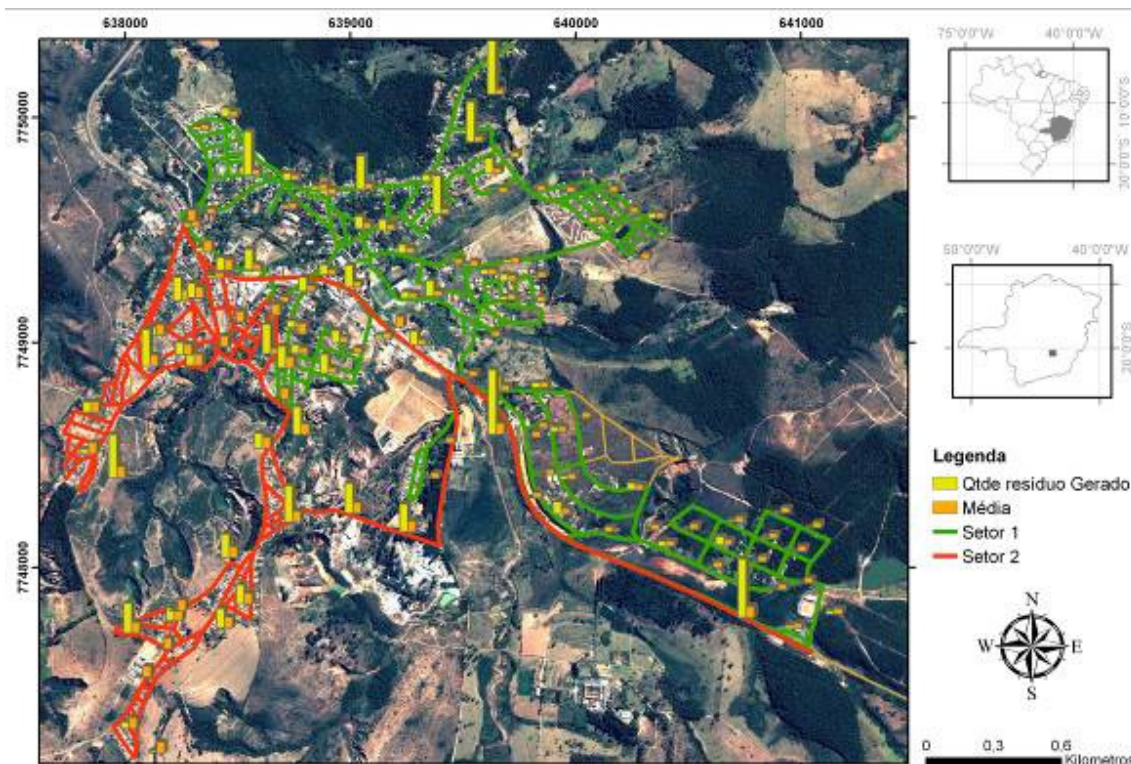 638000 639000 640000 641000
7750000
7749000
7748000
75°0'0"W 40°0'0"W
10°0'0"S
30°0'0"S
50°0'0"W 40°0'0"W
20°0'0"S
Legenda
Qtde resíduo Gerado
Média
Setor 1
Setor 2
N
W E
S
0 0,3 0,6
Kilometros